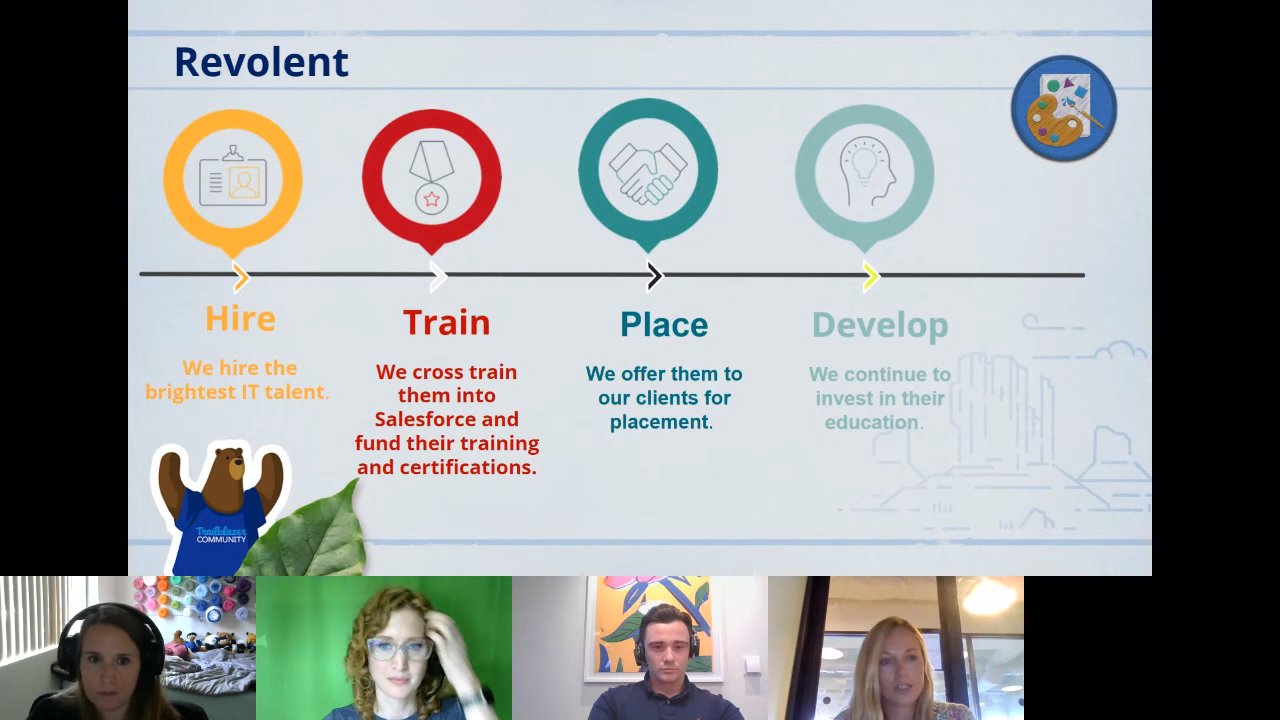 Revolent
Hire
We hire the
brightest IT talent.
Train
We cross train
them into
Salesforce and
fund their training
and certifications.
Place
We offer them to
our clients for
placement.
Develop
We continue to
invest in their
education.
Trailblazer
COMMUNITY